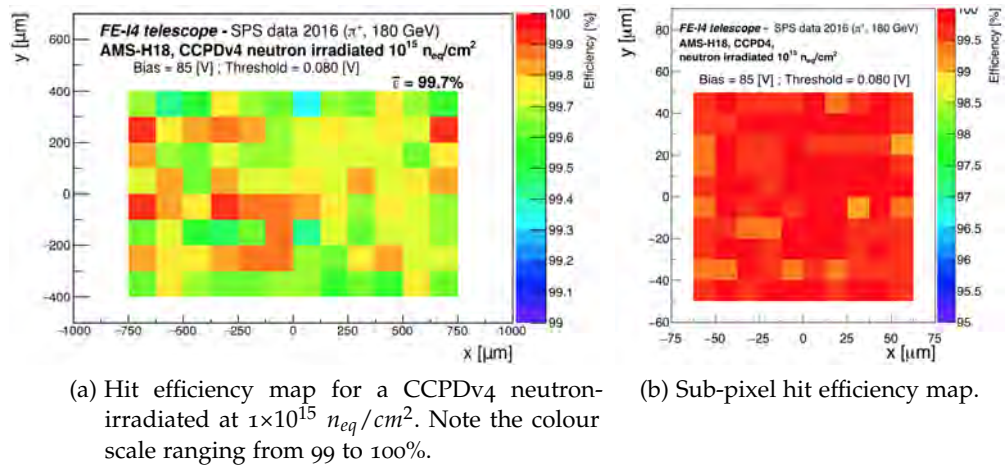 FE-I4 telescope - SPS data 2016 (π⁺, 180 GeV)
AMS-H18, CCPDv4 neutron irradiated 10¹⁵ nₑq/cm²
Bias = 85 [V] ; Threshold = 0.080 [V]
ε̄ = 99.7%
y [μm]
800
600
400
200
0
−200
−400
−1000
−750
−500
−250
0
250
500
750
1000
x [μm]
100
99.9
99.8
99.7
99.6
99.5
99.4
99.3
99.2
99.1
99
Efficiency [%]
FE-I4 telescope - SPS data 2016 (π⁺, 180 GeV)
AMS-H18, CCPD4,
neutron irradiated 10¹⁵ nₑq/cm²
Bias = 85 [V] ; Threshold = 0.080 [V]
y [μm]
80
60
40
20
0
−20
−40
−60
−75
−50
−25
0
25
50
75
x [μm]
100
99.5
99
98.5
98
97.5
97
96.5
96
95.5
95
Efficiency [%]
(a) Hit efficiency map for a CCPDv4 neutron-
irradiated at 1×10¹⁵ nₑq/cm². Note the colour
scale ranging from 99 to 100%.
(b) Sub-pixel hit efficiency map.